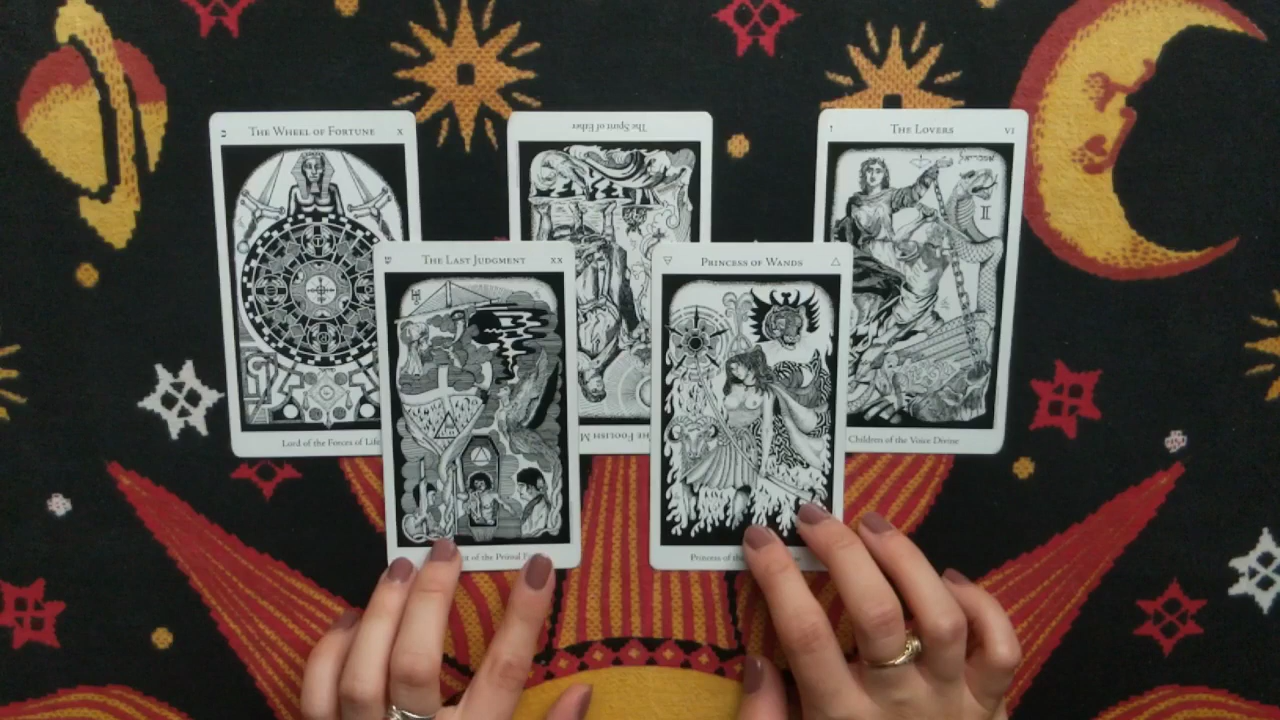 THE WHEEL OF FORTUNE X
Lord of the Forces of Life
The Spirit of Ether
THE FOOLISH M
THE LOVERS VI
II
Children of the Voice Divine
THE LAST JUDGMENT XX
of the Primal
PRINCESS OF WANDS
Princess of the